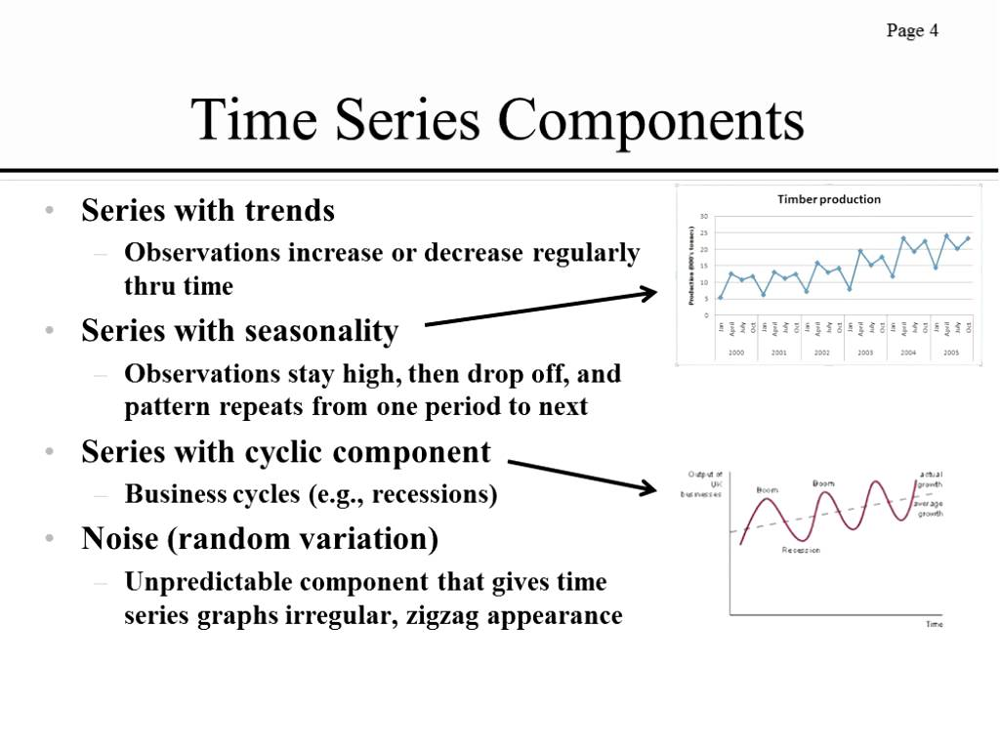 Page 4
Time Series Components
• Series with trends
– Observations increase or decrease regularly
thru time
• Series with seasonality
– Observations stay high, then drop off, and
pattern repeats from one period to next
• Series with cyclic component
– Business cycles (e.g., recessions)
• Noise (random variation)
– Unpredictable component that gives time
series graphs irregular, zigzag appearance
Timber production
Production (000's tonnes)
30
25
20
15
10
5
0
Jan April July Oct Jan April July Oct Jan April July Oct Jan April July Oct Jan April July Oct Jan April July Oct
2000 2001 2002 2003 2004 2005
Output of
UK
businesses
Boom
Boom
actual
growth
average
growth
Recession
Time